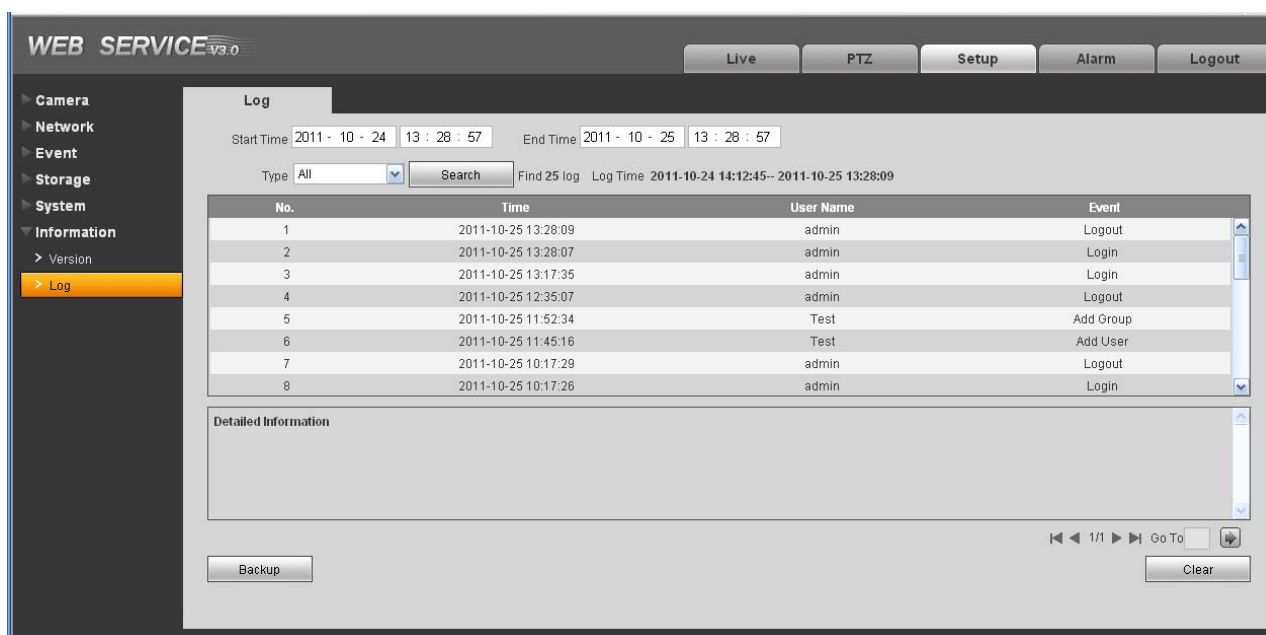 WEB SERVICE V3.0
Live PTZ Setup Alarm Logout
Camera
Network
Event
Storage
System
Information
> Version
> Log
Log
Start Time 2011 - 10 - 24 13 : 28 : 57 End Time 2011 - 10 - 25 13 : 28 : 57
Type All Search Find 25 log Log Time 2011-10-24 14:12:45-- 2011-10-25 13:28:09
No. Time User Name Event
1 2011-10-25 13:28:09 admin Logout
2 2011-10-25 13:28:07 admin Login
3 2011-10-25 13:17:35 admin Login
4 2011-10-25 12:35:07 admin Logout
5 2011-10-25 11:52:34 Test Add Group
6 2011-10-25 11:45:16 Test Add User
7 2011-10-25 10:17:29 admin Logout
8 2011-10-25 10:17:26 admin Login
Detailed Information
1/1 Go To
Backup Clear